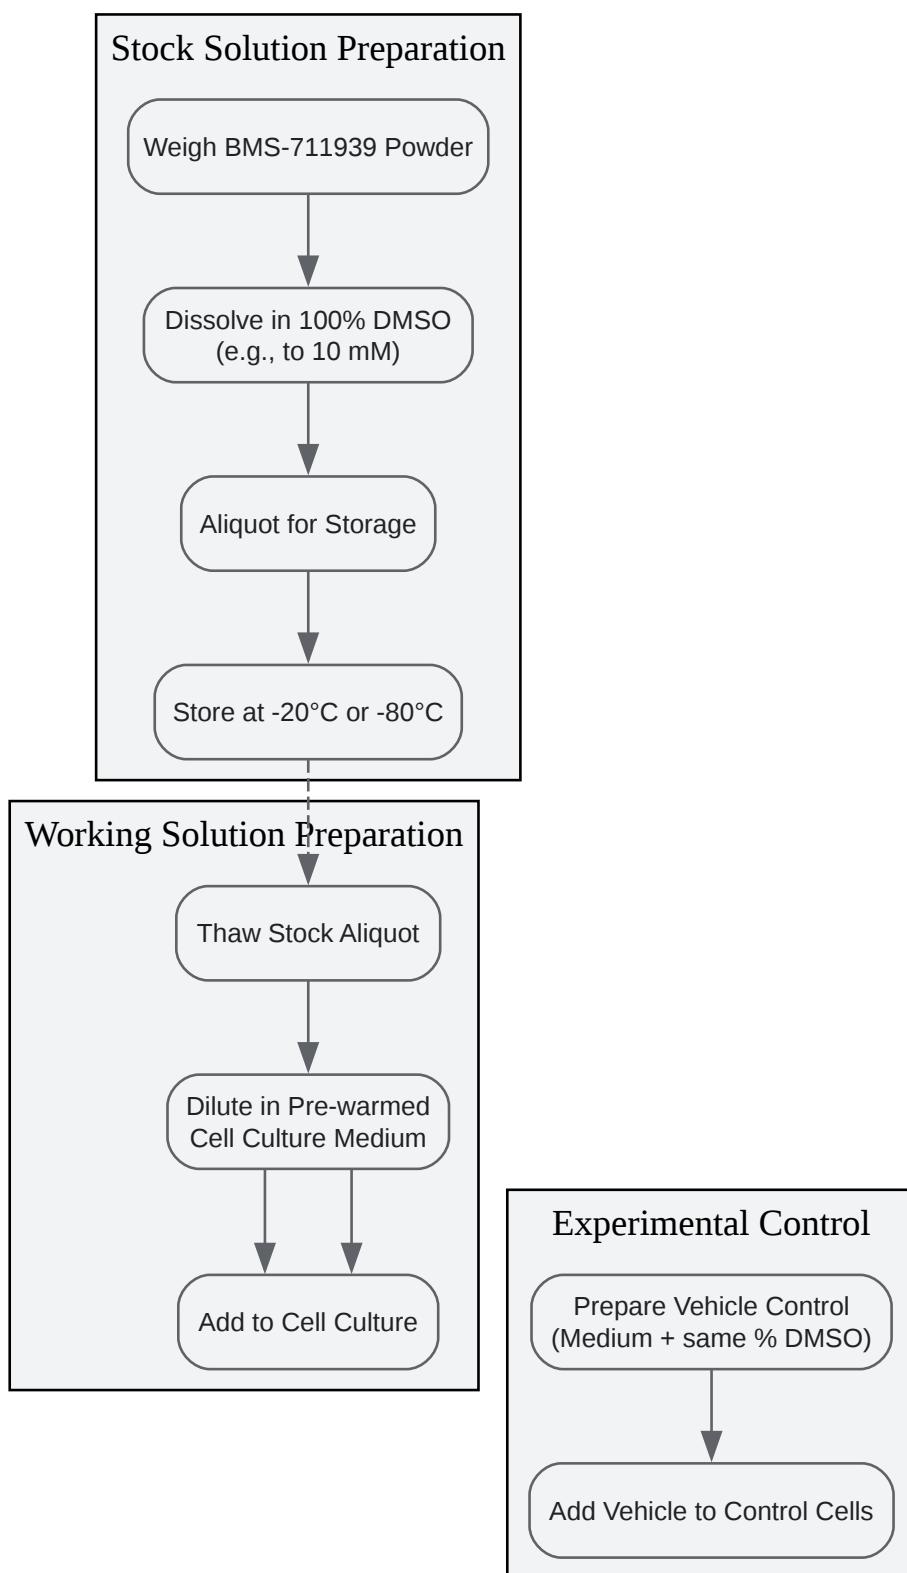 Stock Solution Preparation
Weigh BMS-711939 Powder
Dissolve in 100% DMSO
(e.g., to 10 mM)
Aliquot for Storage
Store at -20°C or -80°C
Working Solution Preparation
Thaw Stock Aliquot
Dilute in Pre-warmed
Cell Culture Medium
Add to Cell Culture
Experimental Control
Prepare Vehicle Control
(Medium + same % DMSO)
Add Vehicle to Control Cells